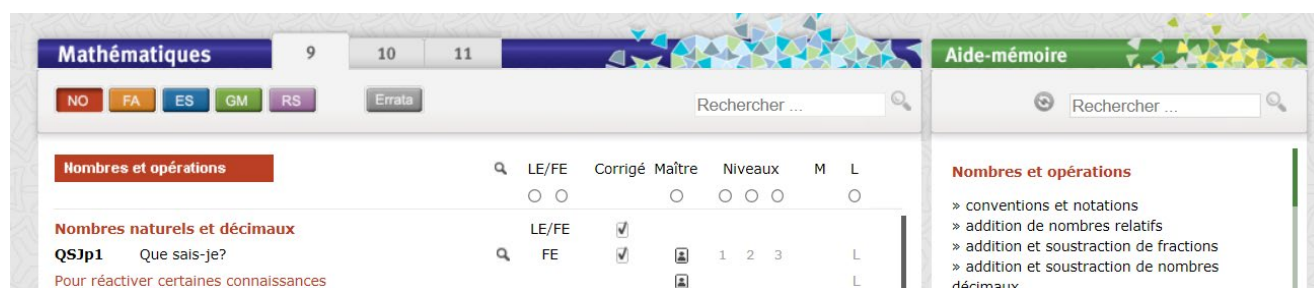 Mathématiques 9 10 11
NO FA ES GM RS Errata Rechercher ...
Nombres et opérations LE/FE Corrigé Maître Niveaux M L
Nombres naturels et décimaux LE/FE
QSJp1 Que sais-je? FE 1 2 3 L
Pour réactiver certaines connaissances L
Aide-mémoire
Rechercher ...
Nombres et opérations
» conventions et notations
» addition de nombres relatifs
» addition et soustraction de fractions
» addition et soustraction de nombres
décimaux